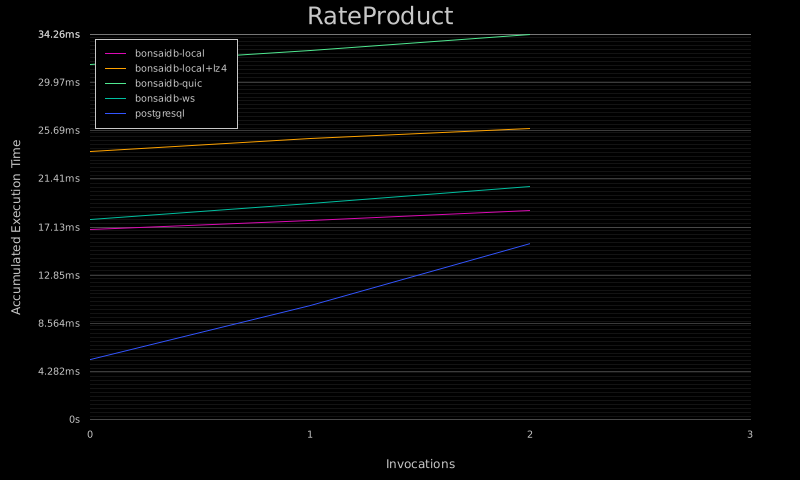 RateProduct
34.26ms
29.97ms
25.69ms
21.41ms
17.13ms
12.85ms
8.564ms
4.282ms
0s
Accumulated Execution Time
bonsaidb-local
bonsaidb-local+lz4
bonsaidb-quic
bonsaidb-ws
postgresql
0 1 2 3
Invocations